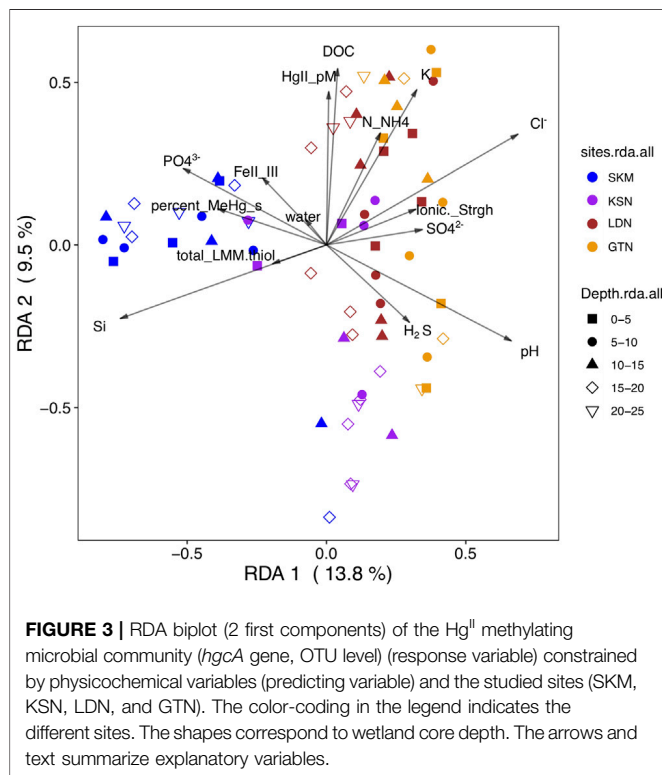 DOC
HgII_pM
K
N_NH4
Cl⁻
PO4³⁻
FeII_III
percent_MeHg_s
water
Ionic._Strgh
SO4²⁻
total_LMM.thiol
Si
H₂S
pH
0.5
0.0
−0.5
RDA 2 ( 9.5 %)
−0.5
0.0
0.5
RDA 1 ( 13.8 %)
sites.rda.all
SKM
KSN
LDN
GTN
Depth.rda.all
0−5
5−10
10−15
15−20
20−25
FIGURE 3 | RDA biplot (2 first components) of the Hgᴵᴵ methylating
microbial community (hgcA gene, OTU level) (response variable) constrained
by physicochemical variables (predicting variable) and the studied sites (SKM,
KSN, LDN, and GTN). The color-coding in the legend indicates the
different sites. The shapes correspond to wetland core depth. The arrows and
text summarize explanatory variables.